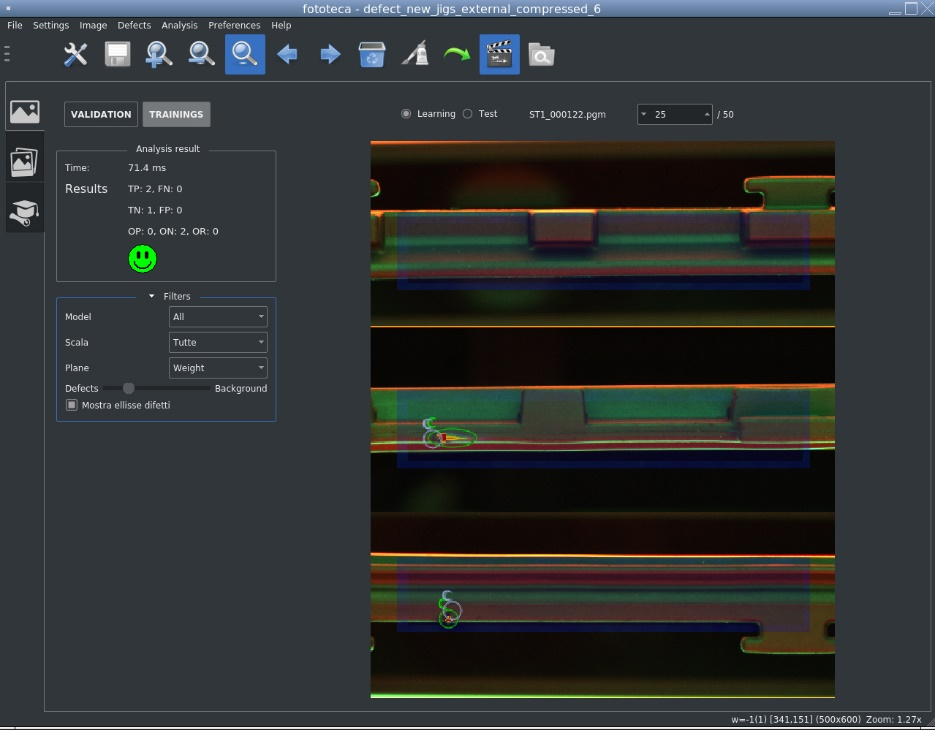 fototeca - defect_new_jigs_external_compressed_6
File Settings Image Defects Analysis Preferences Help
VALIDATION TRAININGS Learning Test ST1_000122.pgm 25 / 50
Analysis result
Time: 71.4 ms
Results TP: 2, FN: 0
TN: 1, FP: 0
OP: 0, ON: 2, OR: 0
Filters
Model All
Scala Tutte
Plane Weight
Defects Background
Mostra ellisse difetti
w=-1(1) [341,151] (500x600) Zoom: 1.27x